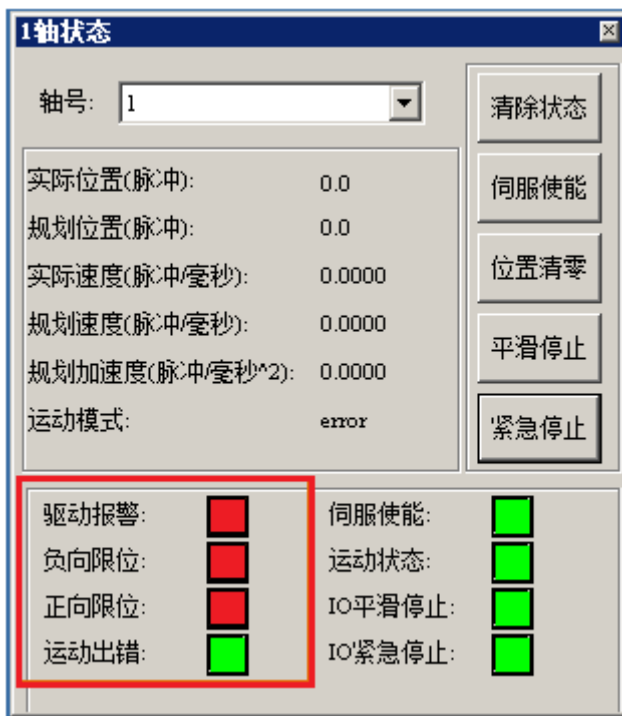 1轴状态
轴号: 1
清除状态
实际位置(脉冲): 0.0
伺服使能
规划位置(脉冲): 0.0
实际速度(脉冲/毫秒): 0.0000
位置清零
规划速度(脉冲/毫秒): 0.0000
平滑停止
规划加速度(脉冲/毫秒^2): 0.0000
运动模式: error
紧急停止
驱动报警: 伺服使能:
负向限位: 运动状态:
正向限位: IO平滑停止:
运动出错: IO紧急停止: